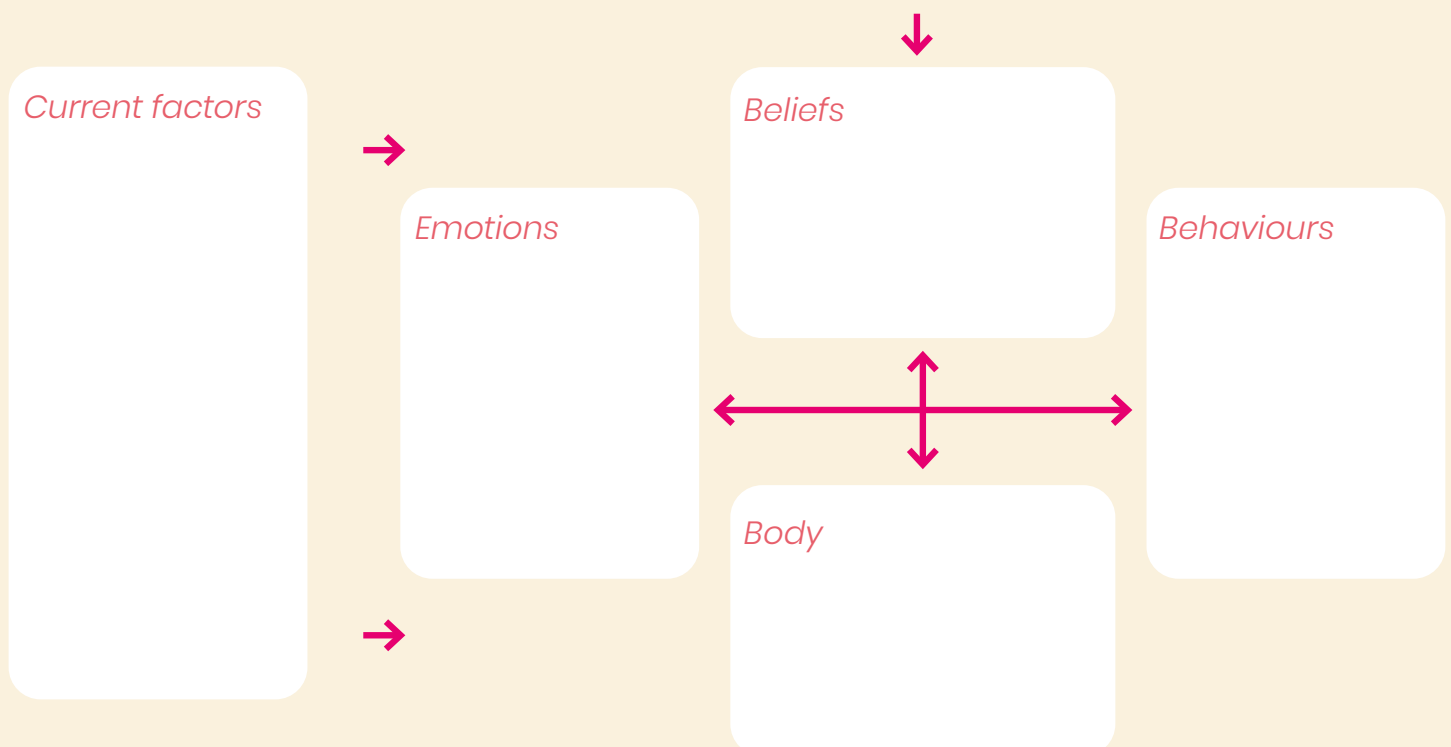 Current factors
Beliefs
Emotions
Behaviours
Body